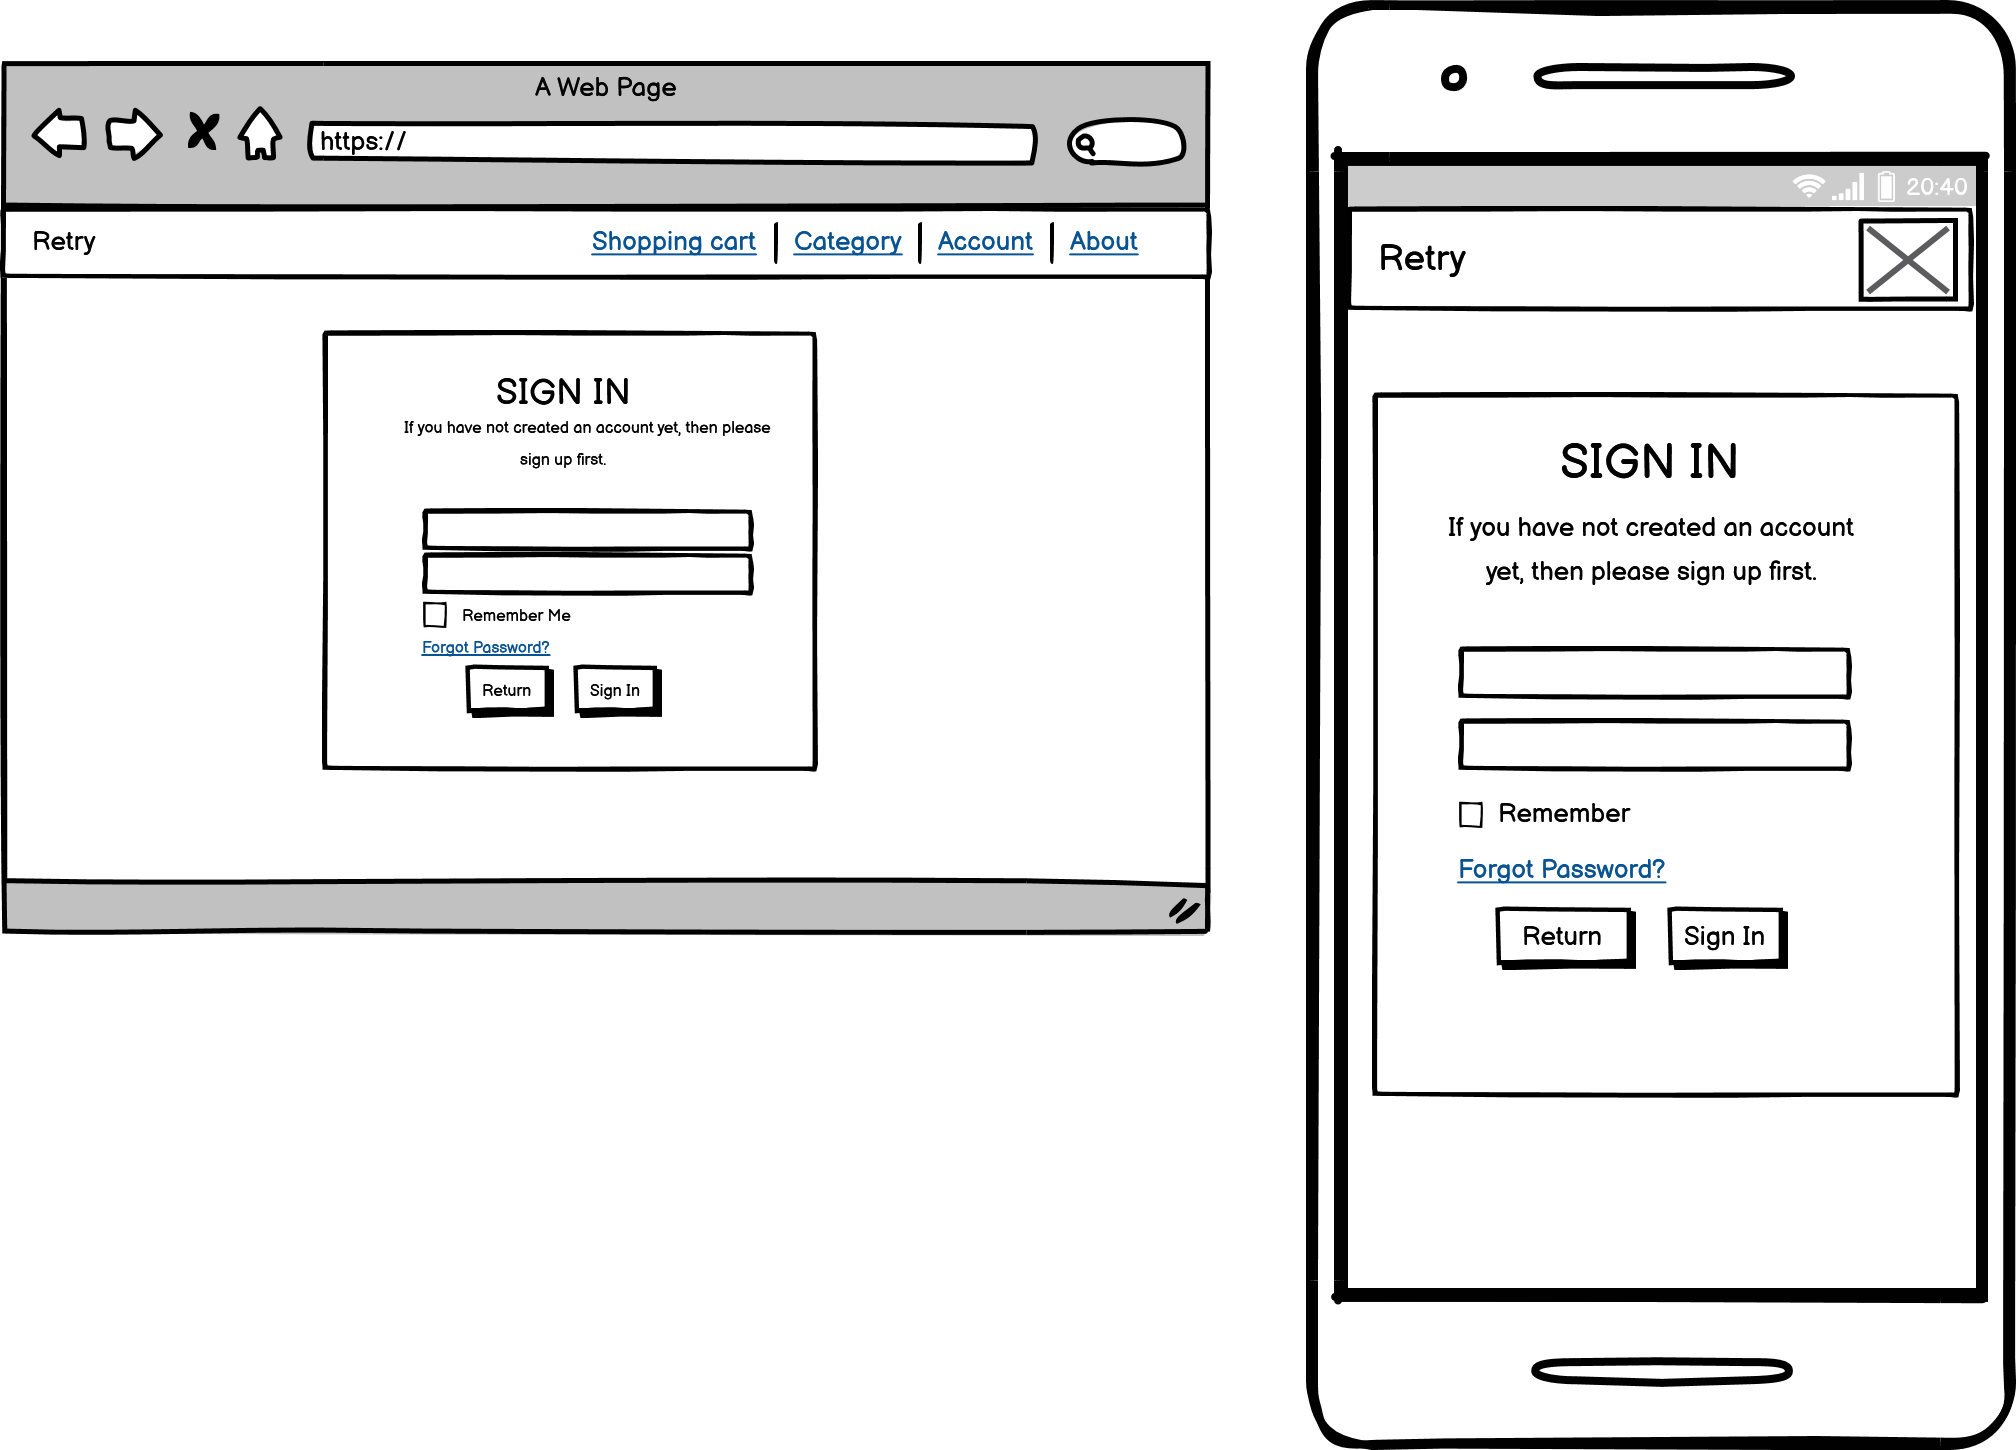 A Web Page
https://
Retry
Shopping cart
Category
Account
About
SIGN IN
If you have not created an account yet, then please
sign up first.
Remember Me
Forgot Password?
Return
Sign In
20:40
Retry
SIGN IN
If you have not created an account
yet, then please sign up first.
Remember
Forgot Password?
Return
Sign In